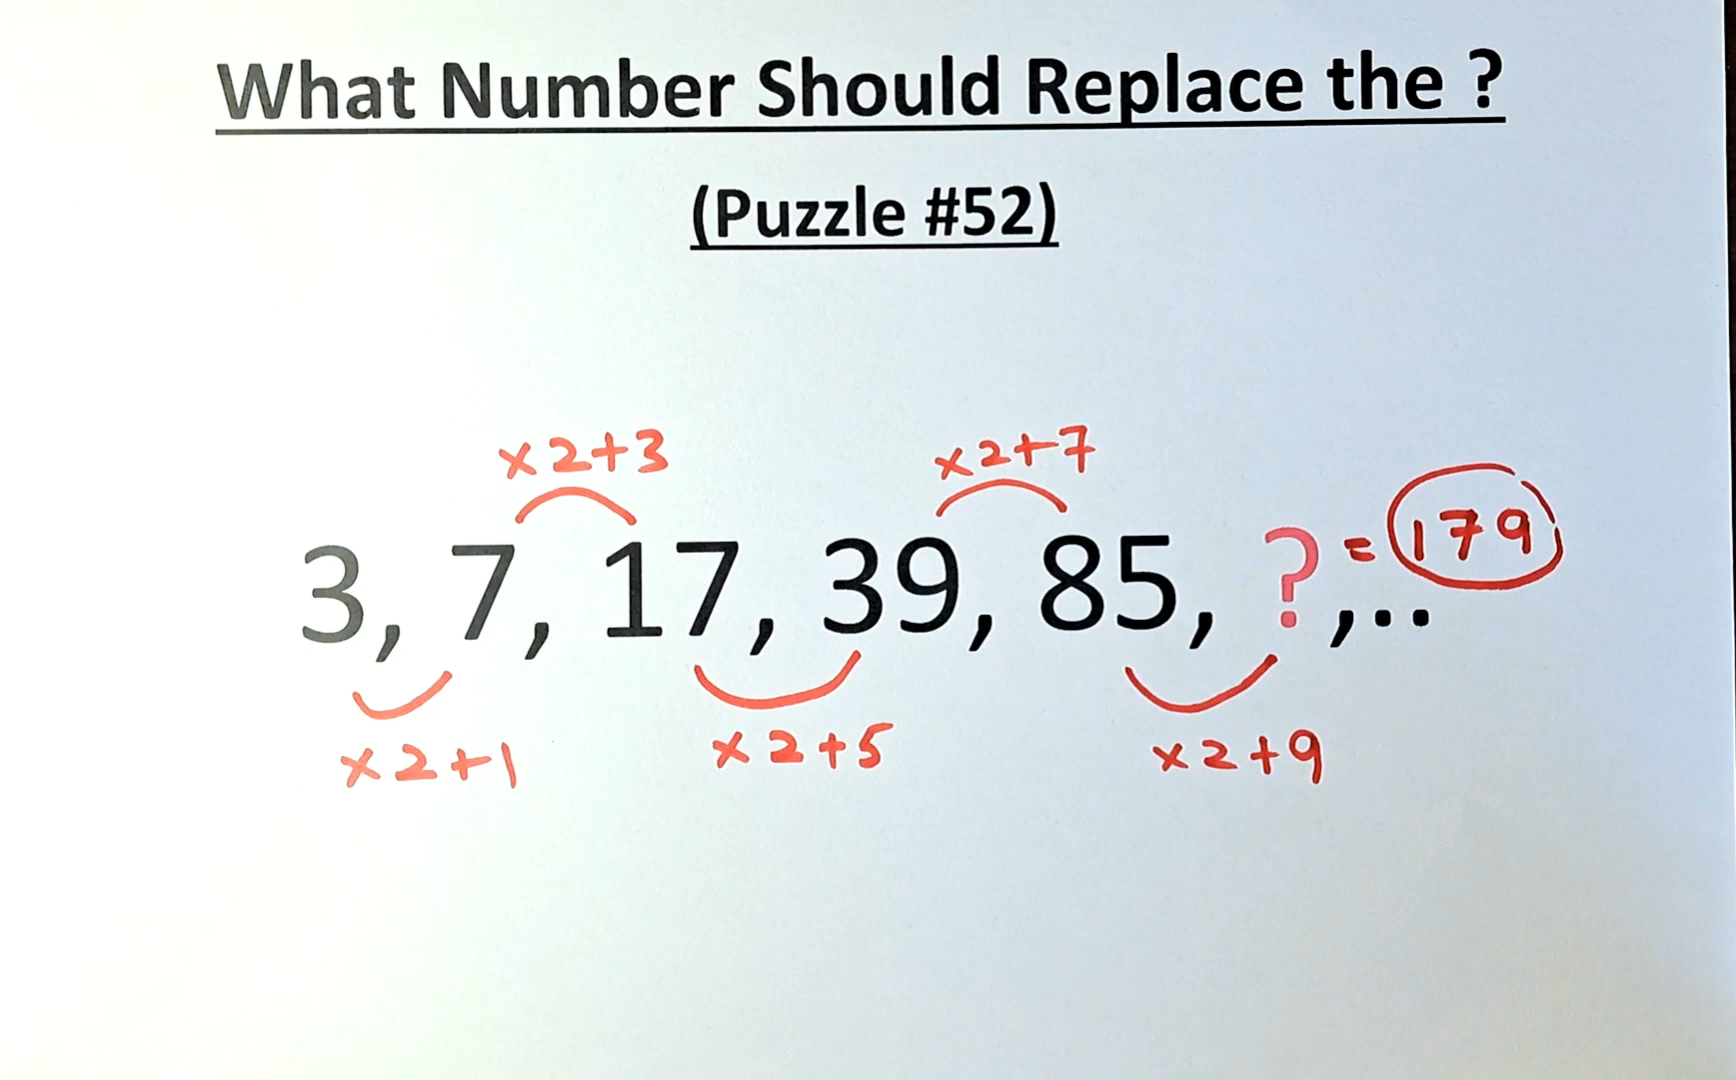 What Number Should Replace the ?
(Puzzle #52)
×2+3 ×2+7
3, 7, 17, 39, 85, ?,.. = 179
×2+1 ×2+5 ×2+9